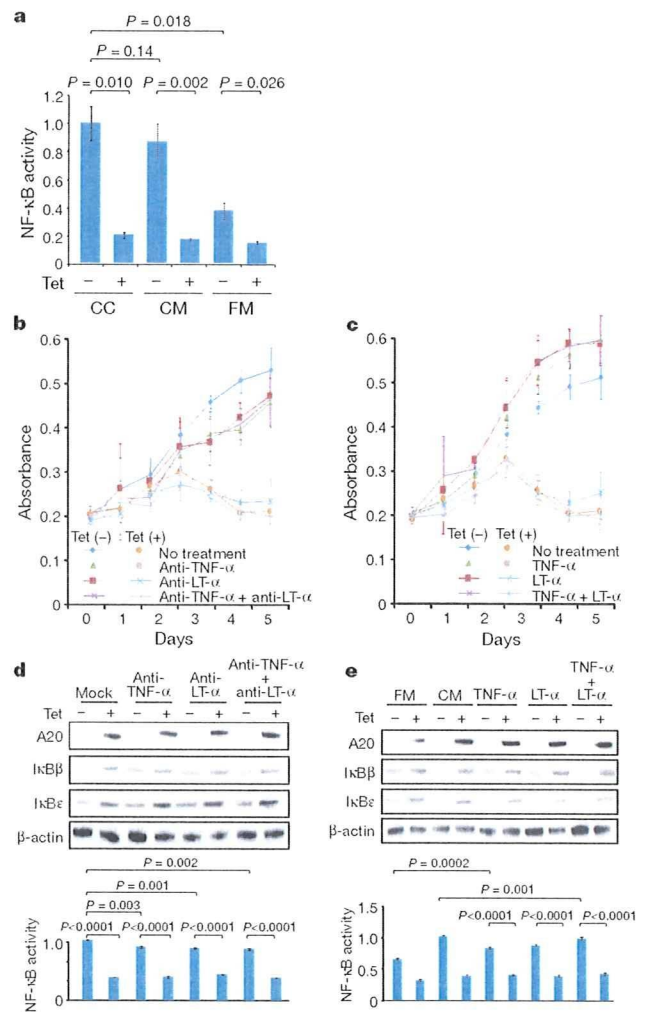 a
P = 0.018
P = 0.14
P = 0.010 P = 0.002 P = 0.026
NF-κB activity
1.2
1.0
0.8
0.6
0.4
0.2
0
Tet − + − + − +
CC CM FM
b
Absorbance
0.6
0.5
0.4
0.3
0.2
0.1
0
Tet (−) Tet (+)
No treatment
Anti-TNF-α
Anti-LT-α
Anti-TNF-α + anti-LT-α
0 1 2 3 4 5
Days
c
Absorbance
0.6
0.5
0.4
0.3
0.2
0.1
0
Tet (−) Tet (+)
No treatment
TNF-α
LT-α
TNF-α + LT-α
0 1 2 3 4 5
Days
d
Mock Anti-TNF-α Anti-LT-α Anti-TNF-α + anti-LT-α
Tet − + − + − + − +
A20
IκBβ
IκBε
β-actin
P = 0.002
P = 0.001
P = 0.003
P<0.0001 P<0.0001 P<0.0001 P<0.0001
NF-κB activity
1.0
0
e
FM CM TNF-α LT-α TNF-α + LT-α
Tet − + − + − + − + − +
A20
IκBβ
IκBε
β-actin
P = 0.0002
P = 0.001
P<0.0001 P<0.0001 P<0.0001
NF-κB activity
1.5
1.0
0.5
0